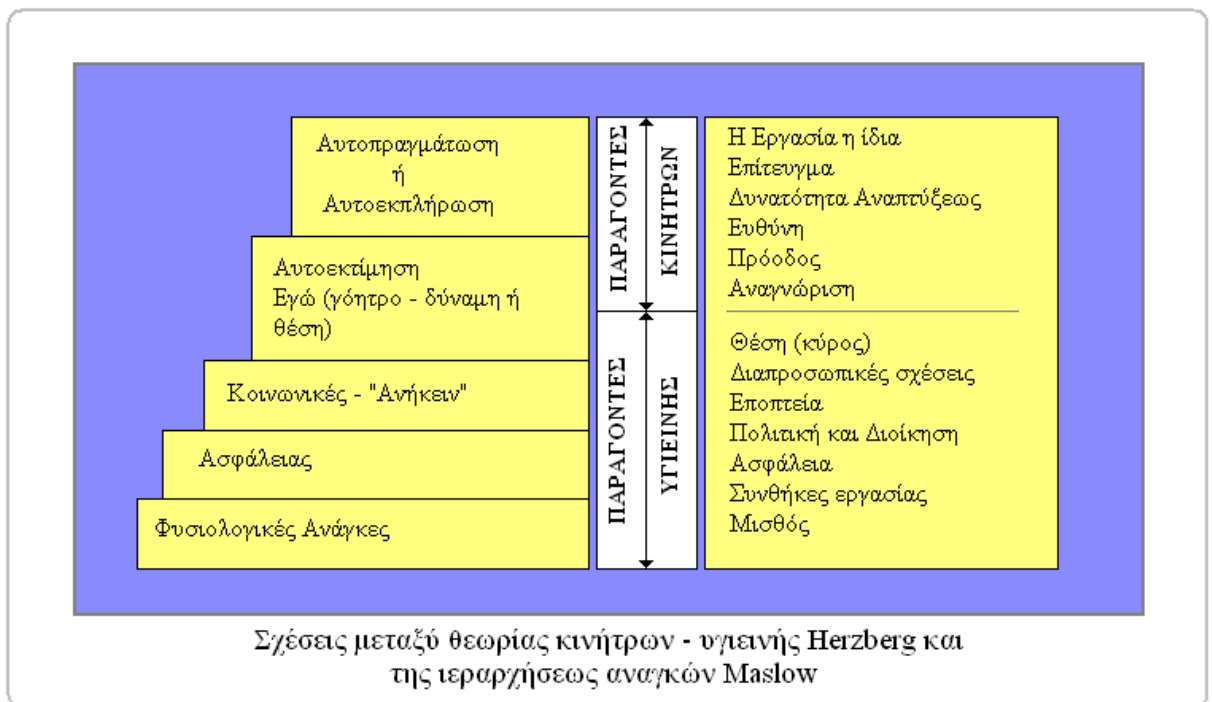 Αυτοπραγμάτωση
ή
Αυτοεκπλήρωση
Αυτοεκτίμηση
Εγώ (γόητρο - δύναμη ή
θέση)
Κοινωνικές - "Ανήκειν"
Ασφάλειας
Φυσιολογικές Ανάγκες
ΠΑΡΑΓΟΝΤΕΣ
ΚΙΝΗΤΡΩΝ
ΠΑΡΑΓΟΝΤΕΣ
ΥΓΙΕΙΝΗΣ
Η Εργασία η ίδια
Επίτευγμα
Δυνατότητα Αναπτύξεως
Ευθύνη
Πρόοδος
Αναγνώριση
Θέση (κύρος)
Διαπροσωπικές σχέσεις
Εποπτεία
Πολιτική και Διοίκηση
Ασφάλεια
Συνθήκες εργασίας
Μισθός
Σχέσεις μεταξύ θεωρίας κινήτρων - υγιεινής Herzberg και
της ιεραρχήσεως αναγκών Maslow